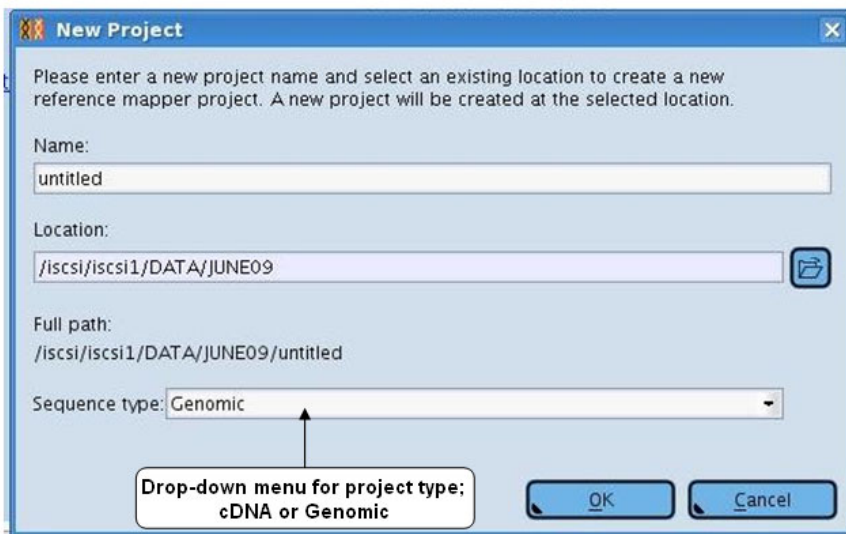 New Project
Please enter a new project name and select an existing location to create a new
reference mapper project. A new project will be created at the selected location.
Name:
untitled
Location:
/iscsi/iscsi1/DATA/JUNE09
Full path:
/iscsi/iscsi1/DATA/JUNE09/untitled
Sequence type: Genomic
Drop-down menu for project type;
cDNA or Genomic
OK
Cancel